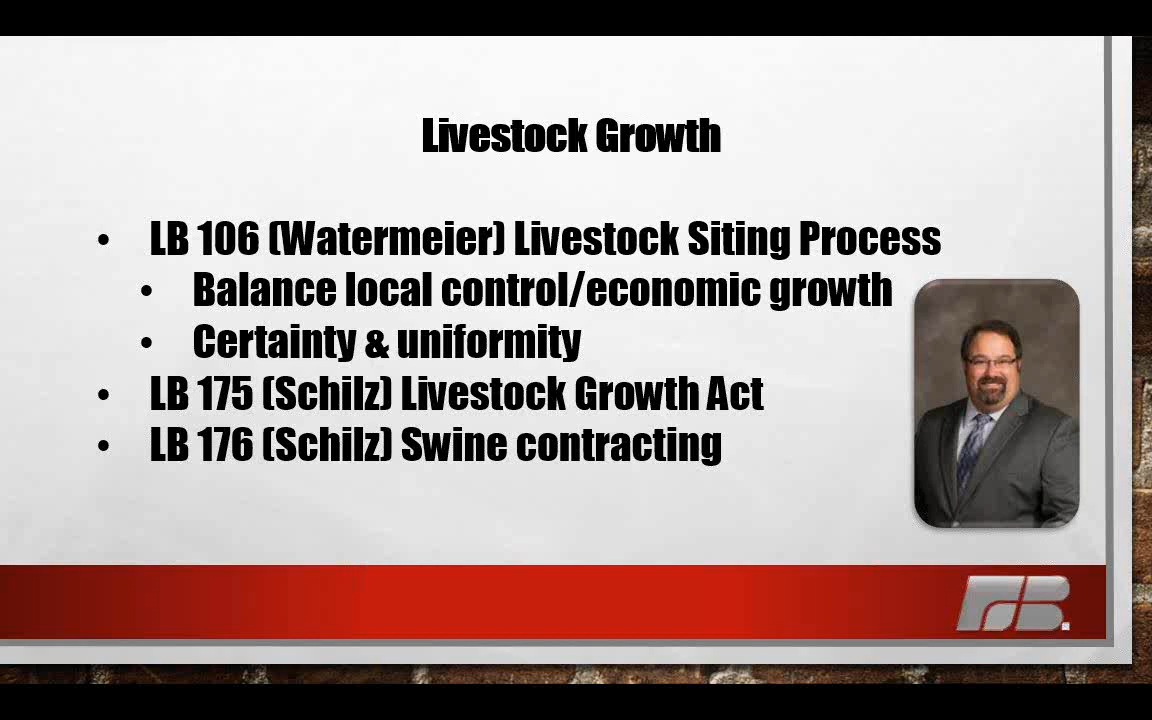 Livestock Growth
• LB 106 (Watermeier) Livestock Siting Process
• Balance local control/economic growth
• Certainty & uniformity
• LB 175 (Schilz) Livestock Growth Act
• LB 176 (Schilz) Swine contracting
FB